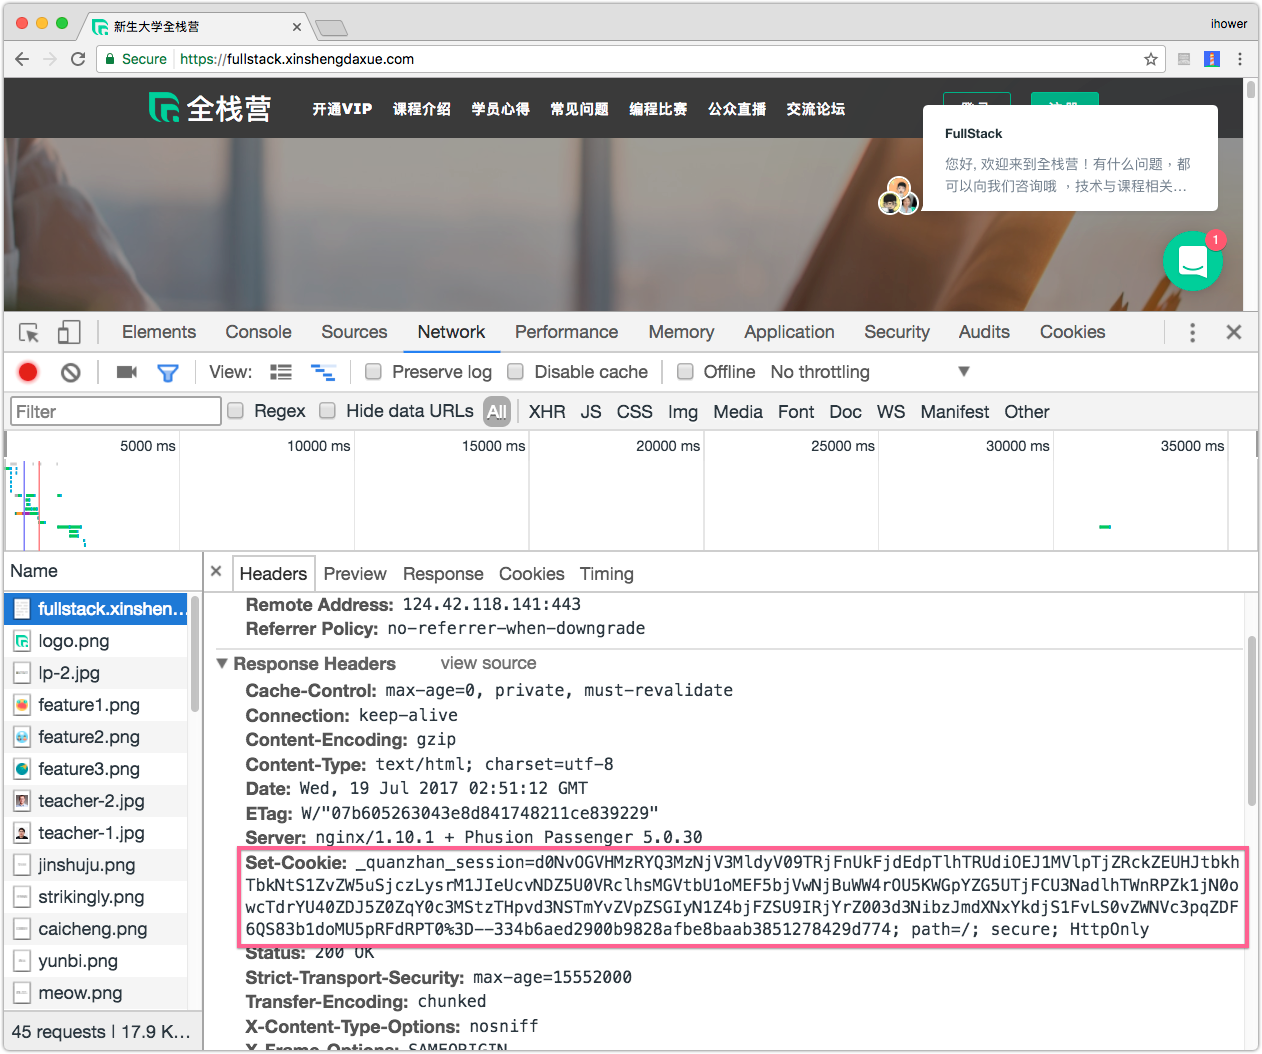 新生大学全栈营
ihower
Secure https://fullstack.xinshengdaxue.com
全栈营 开通VIP 课程介绍 学员心得 常见问题 编程比赛 公众直播 交流论坛
FullStack
您好, 欢迎来到全栈营！有什么问题，都
可以向我们咨询哦 ，技术与课程相关...
1
Elements Console Sources Network Performance Memory Application Security Audits Cookies
View: Preserve log Disable cache Offline No throttling
Filter Regex Hide data URLs All XHR JS CSS Img Media Font Doc WS Manifest Other
5000 ms 10000 ms 15000 ms 20000 ms 25000 ms 30000 ms 35000 ms
Name
fullstack.xinshen...
logo.png
lp-2.jpg
feature1.png
feature2.png
feature3.png
teacher-2.jpg
teacher-1.jpg
jinshuju.png
strikingly.png
caicheng.png
yunbi.png
meow.png
45 requests | 17.9 K...
Headers Preview Response Cookies Timing
Remote Address: 124.42.118.141:443
Referrer Policy: no-referrer-when-downgrade
Response Headers view source
Cache-Control: max-age=0, private, must-revalidate
Connection: keep-alive
Content-Encoding: gzip
Content-Type: text/html; charset=utf-8
Date: Wed, 19 Jul 2017 02:51:12 GMT
ETag: W/"07b605263043e8d841748211ce839229"
Server: nginx/1.10.1 + Phusion Passenger 5.0.30
Set-Cookie: _quanzhan_session=d0NvOGVHMzRYQ3MzNjV3MldyV09TRjFnUkFjdEdpTlhTRUdiOEJ1MVlpTjZRckZEUHJtbkh
TbkNtS1ZvZW5uSjczLysrM1JIeUcvNDZ5U0VRclhsMGVtbU1oMEF5bjVwNjBuWW4rOU5KWGpYZG5UTjFCU3NadlhTWnRPZk1jN0o
wcTdrYU40ZDJ5Z0ZqY0c3MStzTHpvd3NSTmYvZVpZSGIyN1Z4bjFZSU9IRjYrZ003d3NibzJmdXNxYkdjS1FvLS0vZWNVc3pqZDF
6QS83b1doMU5pRFdRPT0%3D--334b6aed2900b9828afbe8baab3851278429d774; path=/; secure; HttpOnly
Status: 200 OK
Strict-Transport-Security: max-age=15552000
Transfer-Encoding: chunked
X-Content-Type-Options: nosniff
X-Frame-Options: SAMEORIGIN